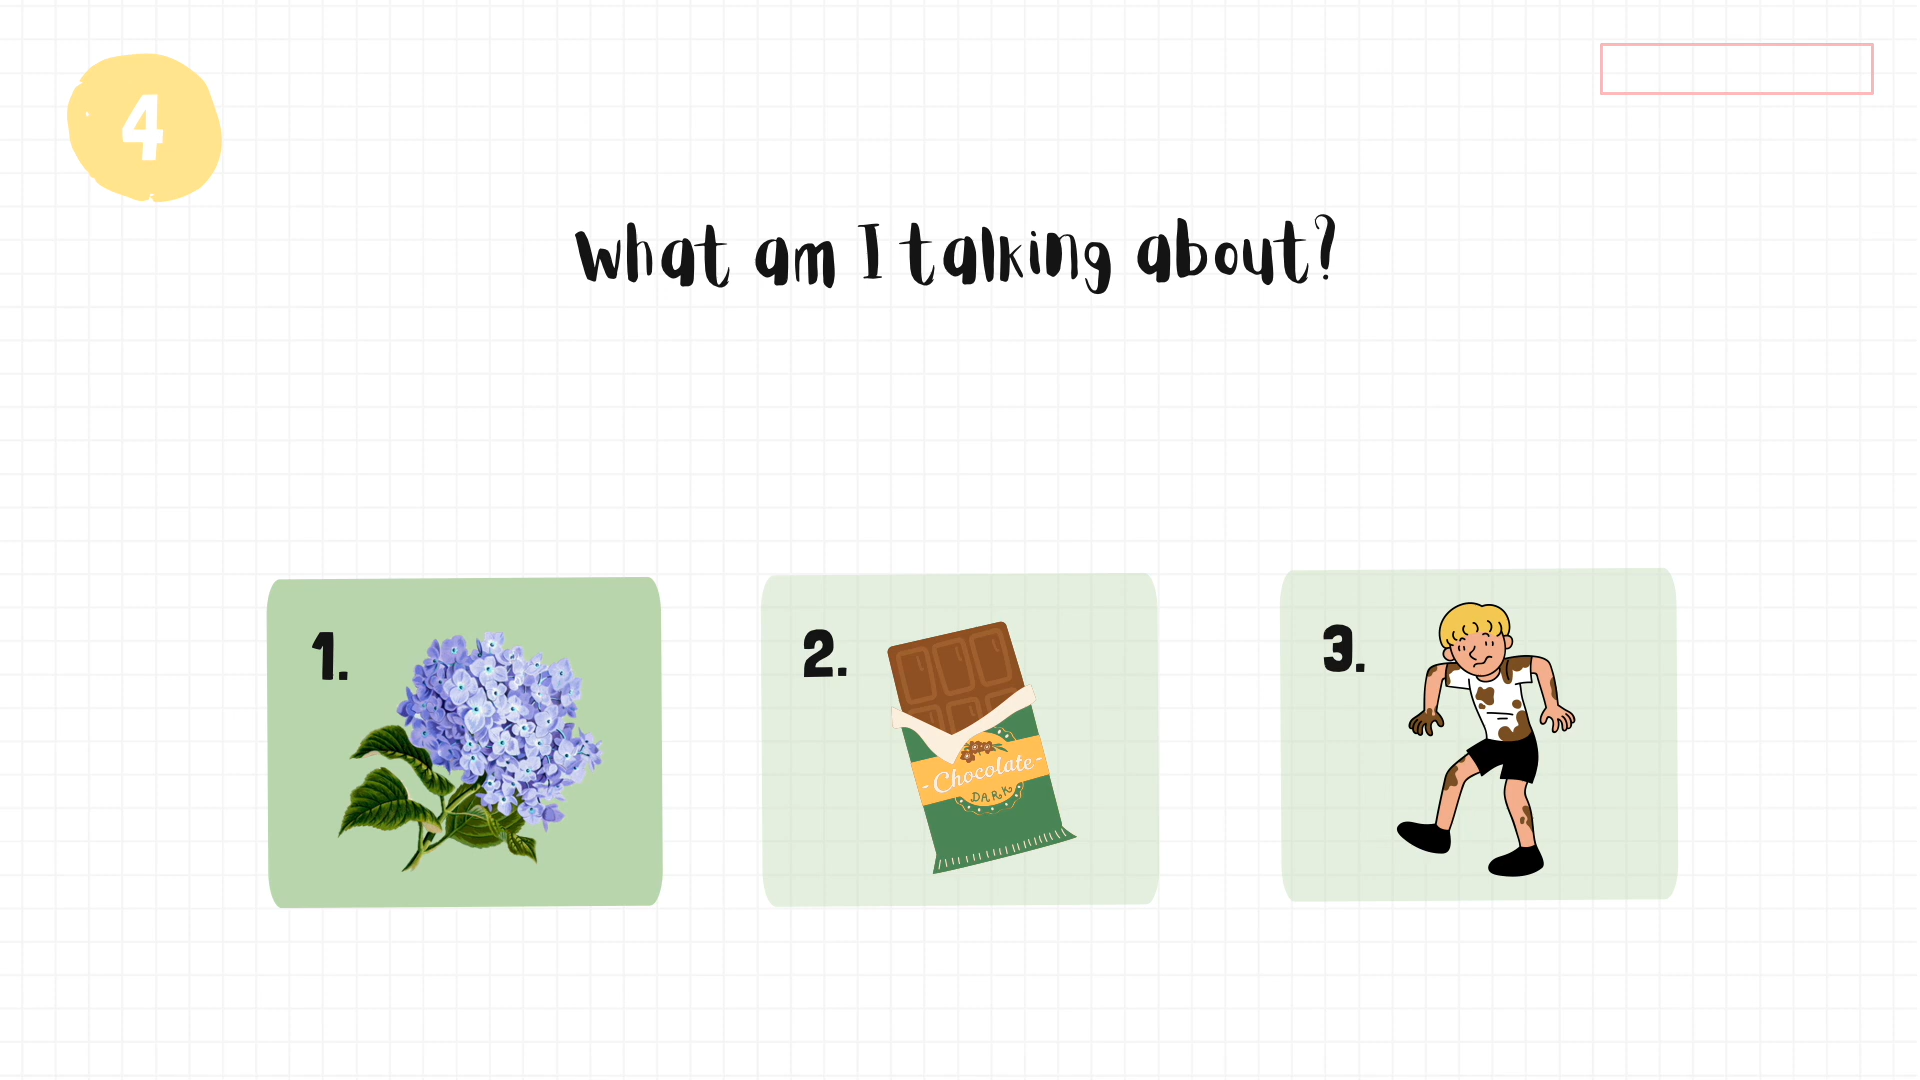 4
What am I talking about?
1.
2.
3.
- Chocolate -
DARK